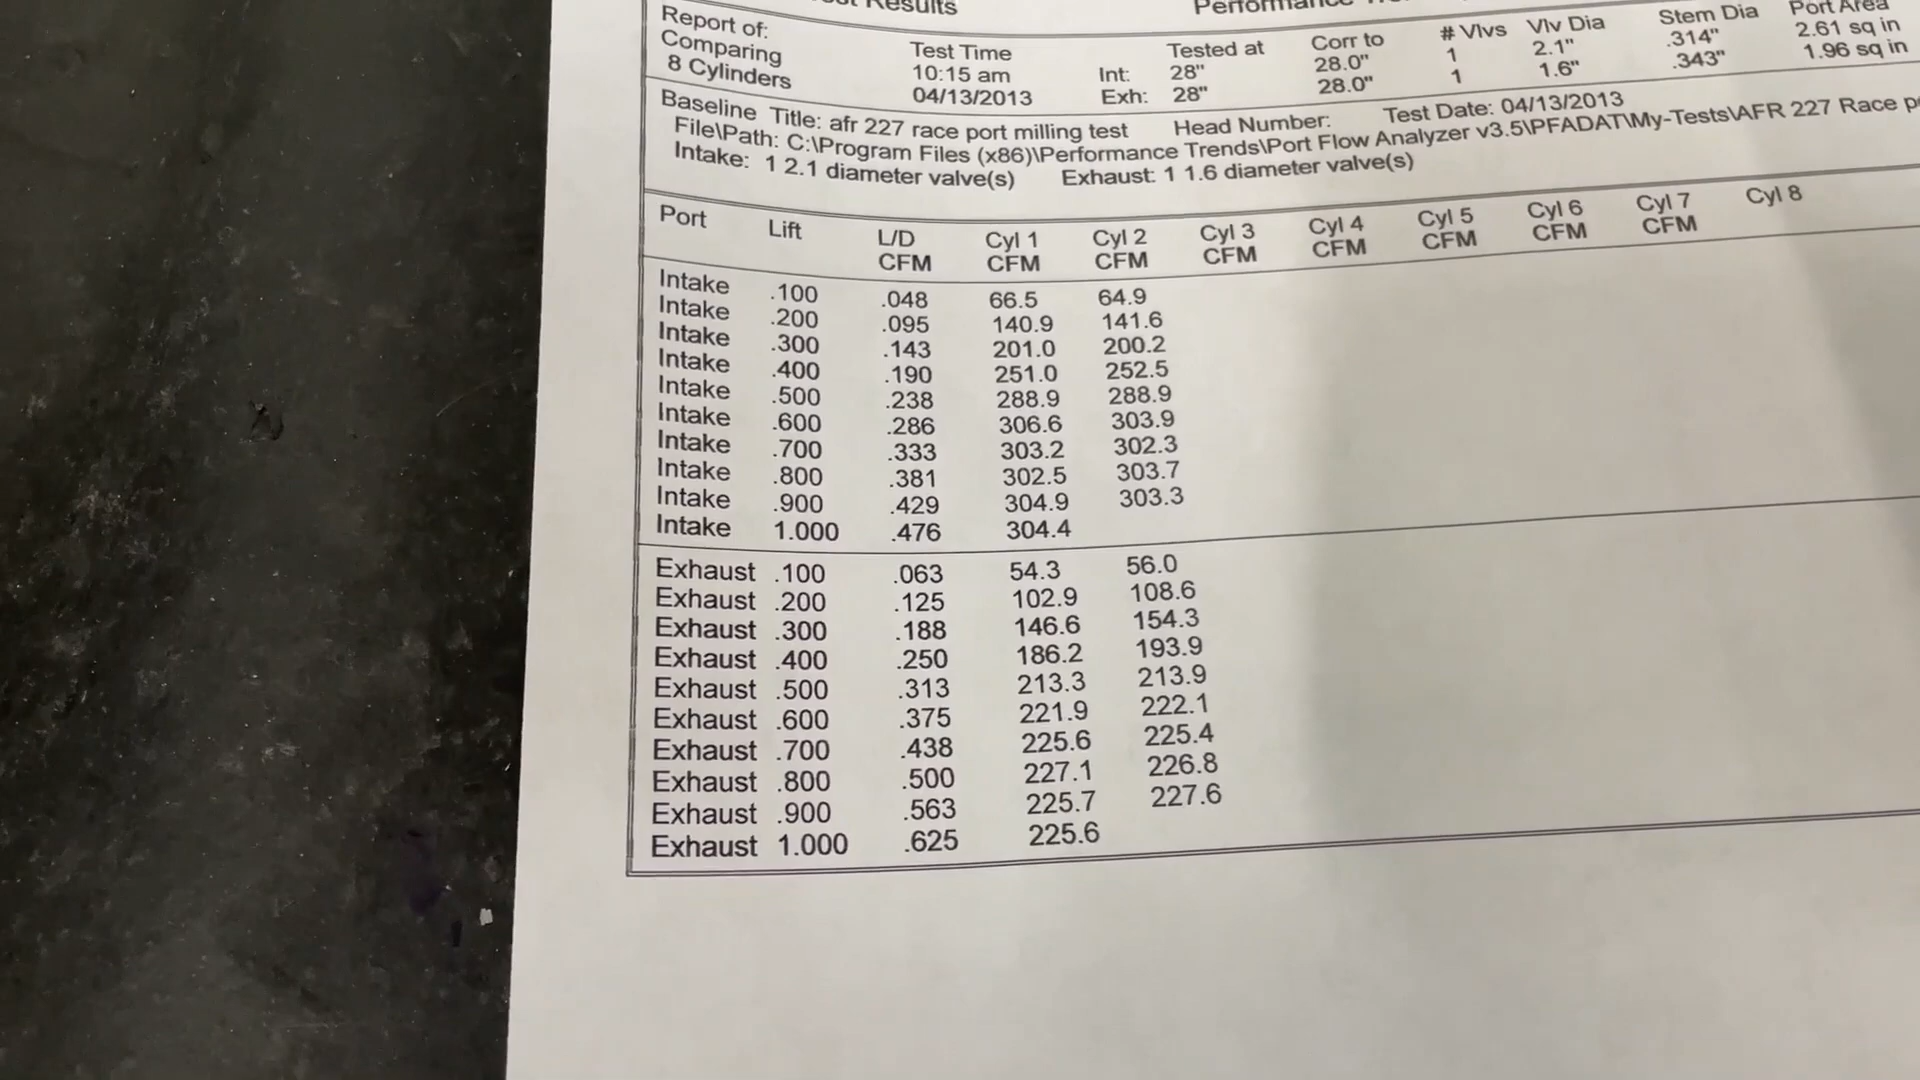 Results
Report of: Test Time Tested at Corr to # Vlvs Vlv Dia Stem Dia Port Area
Comparing 10:15 am Int: 28" 28.0" 1 2.1" .314" 2.61 sq in
8 Cylinders 04/13/2013 Exh: 28" 28.0" 1 1.6" .343" 1.96 sq in
Baseline Title: afr 227 race port milling test Head Number: Test Date: 04/13/2013
File\Path: C:\Program Files (x86)\Performance Trends\Port Flow Analyzer v3.5\PFADAT\My-Tests\AFR 227 Race
Intake: 1 2.1 diameter valve(s) Exhaust: 1 1.6 diameter valve(s)
Port Lift L/D Cyl 1 Cyl 2 Cyl 3 Cyl 4 Cyl 5 Cyl 6 Cyl 7 Cyl 8
CFM CFM CFM CFM CFM CFM CFM CFM
Intake .100 .048 66.5 64.9
Intake .200 .095 140.9 141.6
Intake .300 .143 201.0 200.2
Intake .400 .190 251.0 252.5
Intake .500 .238 288.9 288.9
Intake .600 .286 306.6 303.9
Intake .700 .333 303.2 302.3
Intake .800 .381 302.5 303.7
Intake .900 .429 304.9 303.3
Intake 1.000 .476 304.4
Exhaust .100 .063 54.3 56.0
Exhaust .200 .125 102.9 108.6
Exhaust .300 .188 146.6 154.3
Exhaust .400 .250 186.2 193.9
Exhaust .500 .313 213.3 213.9
Exhaust .600 .375 221.9 222.1
Exhaust .700 .438 225.6 225.4
Exhaust .800 .500 227.1 226.8
Exhaust .900 .563 225.7 227.6
Exhaust 1.000 .625 225.6